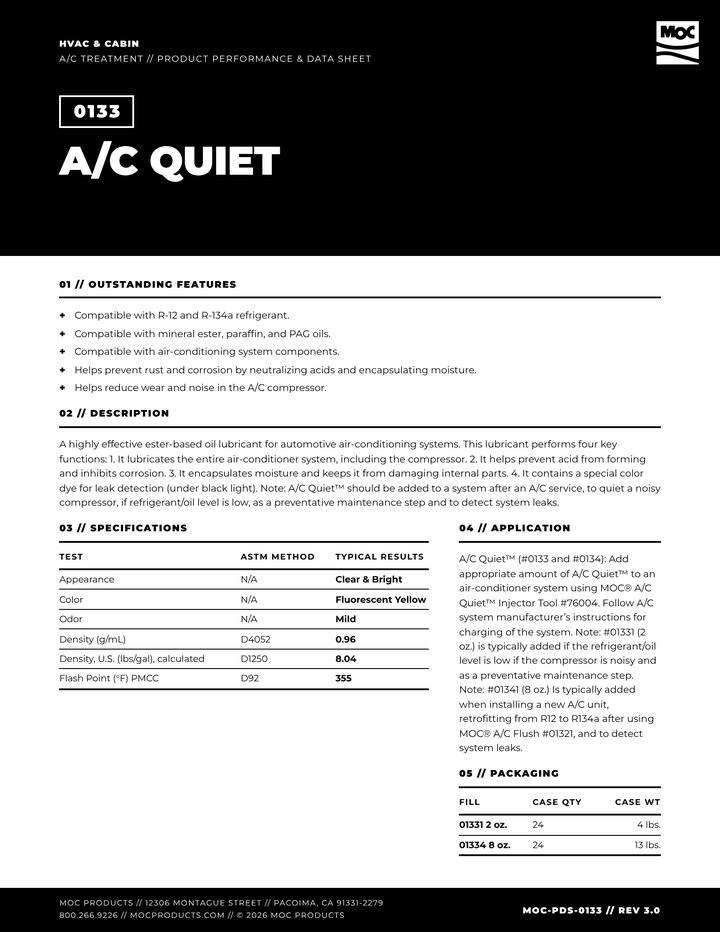 HVAC & CABIN
A/C TREATMENT // PRODUCT PERFORMANCE & DATA SHEET
MOC
0133
A/C QUIET
01 // OUTSTANDING FEATURES
+ Compatible with R-12 and R-134a refrigerant.
+ Compatible with mineral ester, paraffin, and PAG oils.
+ Compatible with air-conditioning system components.
+ Helps prevent rust and corrosion by neutralizing acids and encapsulating moisture.
+ Helps reduce wear and noise in the A/C compressor.
02 // DESCRIPTION
A highly effective ester-based oil lubricant for automotive air-conditioning systems. This lubricant performs four key
functions: 1. It lubricates the entire air-conditioner system, including the compressor. 2. It helps prevent acid from forming
and inhibits corrosion. 3. It encapsulates moisture and keeps it from damaging internal parts. 4. It contains a special color
dye for leak detection (under black light). Note: A/C Quiet™ should be added to a system after an A/C service, to quiet a noisy
compressor, if refrigerant/oil level is low, as a preventative maintenance step and to detect system leaks.
03 // SPECIFICATIONS
TEST ASTM METHOD TYPICAL RESULTS
Appearance N/A Clear & Bright
Color N/A Fluorescent Yellow
Odor N/A Mild
Density (g/mL) D4052 0.96
Density, U.S. (lbs/gal), calculated D1250 8.04
Flash Point (°F) PMCC D92 355
04 // APPLICATION
A/C Quiet™ (#0133 and #0134): Add
appropriate amount of A/C Quiet™ to an
air-conditioner system using MOC® A/C
Quiet™ Injector Tool #76004. Follow A/C
system manufacturer's instructions for
charging of the system. Note: #01331 (2
oz.) is typically added if the refrigerant/oil
level is low if the compressor is noisy and
as a preventative maintenance step.
Note: #01341 (8 oz.) Is typically added
when installing a new A/C unit,
retrofitting from R12 to R134a after using
MOC® A/C Flush #01321, and to detect
system leaks.
05 // PACKAGING
FILL CASE QTY CASE WT
01331 2 oz. 24 4 lbs.
01334 8 oz. 24 13 lbs.
MOC PRODUCTS // 12306 MONTAGUE STREET // PACOIMA, CA 91331-2279
800.266.9226 // MOCPRODUCTS.COM // © 2026 MOC PRODUCTS
MOC-PDS-0133 // REV 3.0